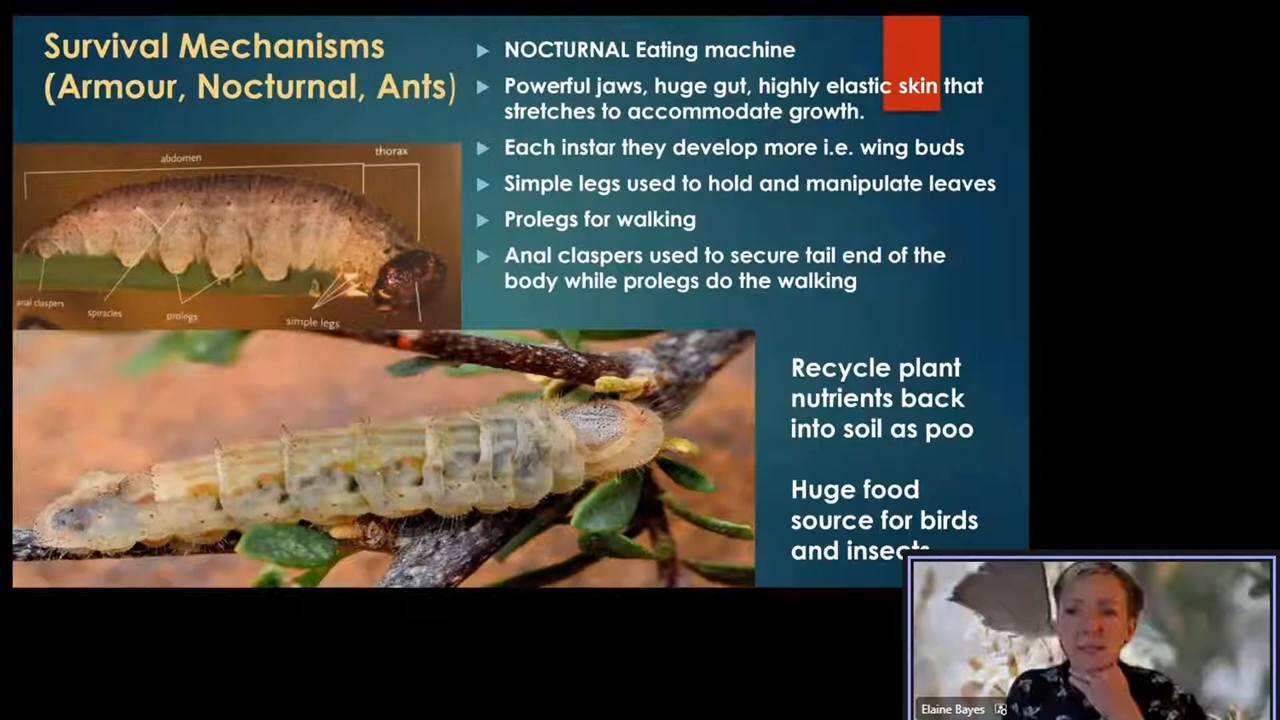 Survival Mechanisms
(Armour, Nocturnal, Ants)
NOCTURNAL Eating machine
Powerful jaws, huge gut, highly elastic skin that
stretches to accommodate growth.
Each instar they develop more i.e. wing buds
Simple legs used to hold and manipulate leaves
Prolegs for walking
Anal claspers used to secure tail end of the
body while prolegs do the walking
abdomen
thorax
anal claspers
spiracles
prolegs
simple legs
Recycle plant
nutrients back
into soil as poo
Huge food
source for birds
and insects
Elaine Bayes